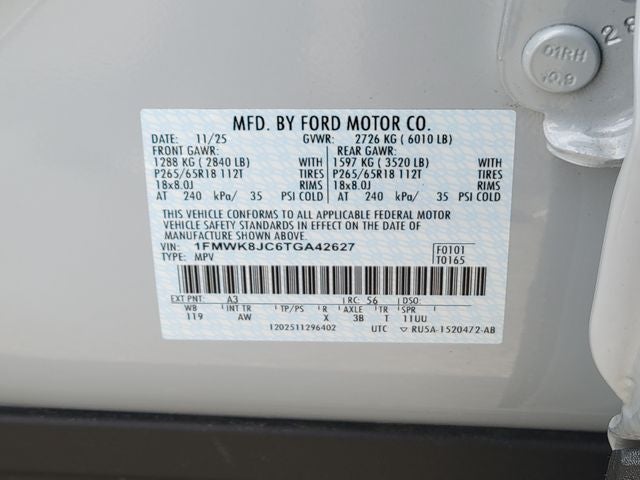 28
01RH
>0.9
MFD. BY FORD MOTOR CO.
DATE: 11/25 GVWR: 2726 KG ( 6010 LB)
FRONT GAWR: REAR GAWR:
1288 KG ( 2840 LB) WITH 1597 KG ( 3520 LB) WITH
P265/65R18 112T TIRES P265/65R18 112T TIRES
18x8.0J RIMS 18x8.0J RIMS
AT 240 kPa/ 35 PSI COLD AT 240 kPa/ 35 PSI COLD
THIS VEHICLE CONFORMS TO ALL APPLICABLE FEDERAL MOTOR
VEHICLE SAFETY STANDARDS IN EFFECT ON THE DATE OF
MANUFACTURE SHOWN ABOVE.
VIN: 1FMWK8JC6TGA42627 F0101
TYPE: MPV T0165
EXT PNT: A3 RC: 56 DSO:
WB INT TR TP/PS R AXLE TR SPR
119 AW X 3B T 11UU
1202511296402 UTC RU5A-1520472-AB